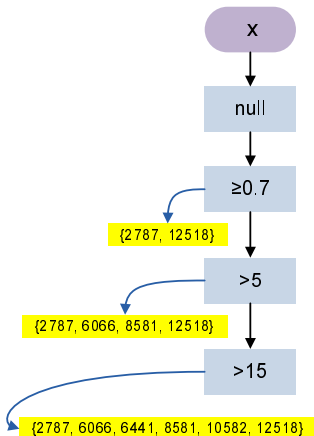 x
null
≥0.7
{2787, 12518}
>5
{2787, 6066, 8581, 12518}
>15
{2787, 6066, 6441, 8581, 10582, 12518}